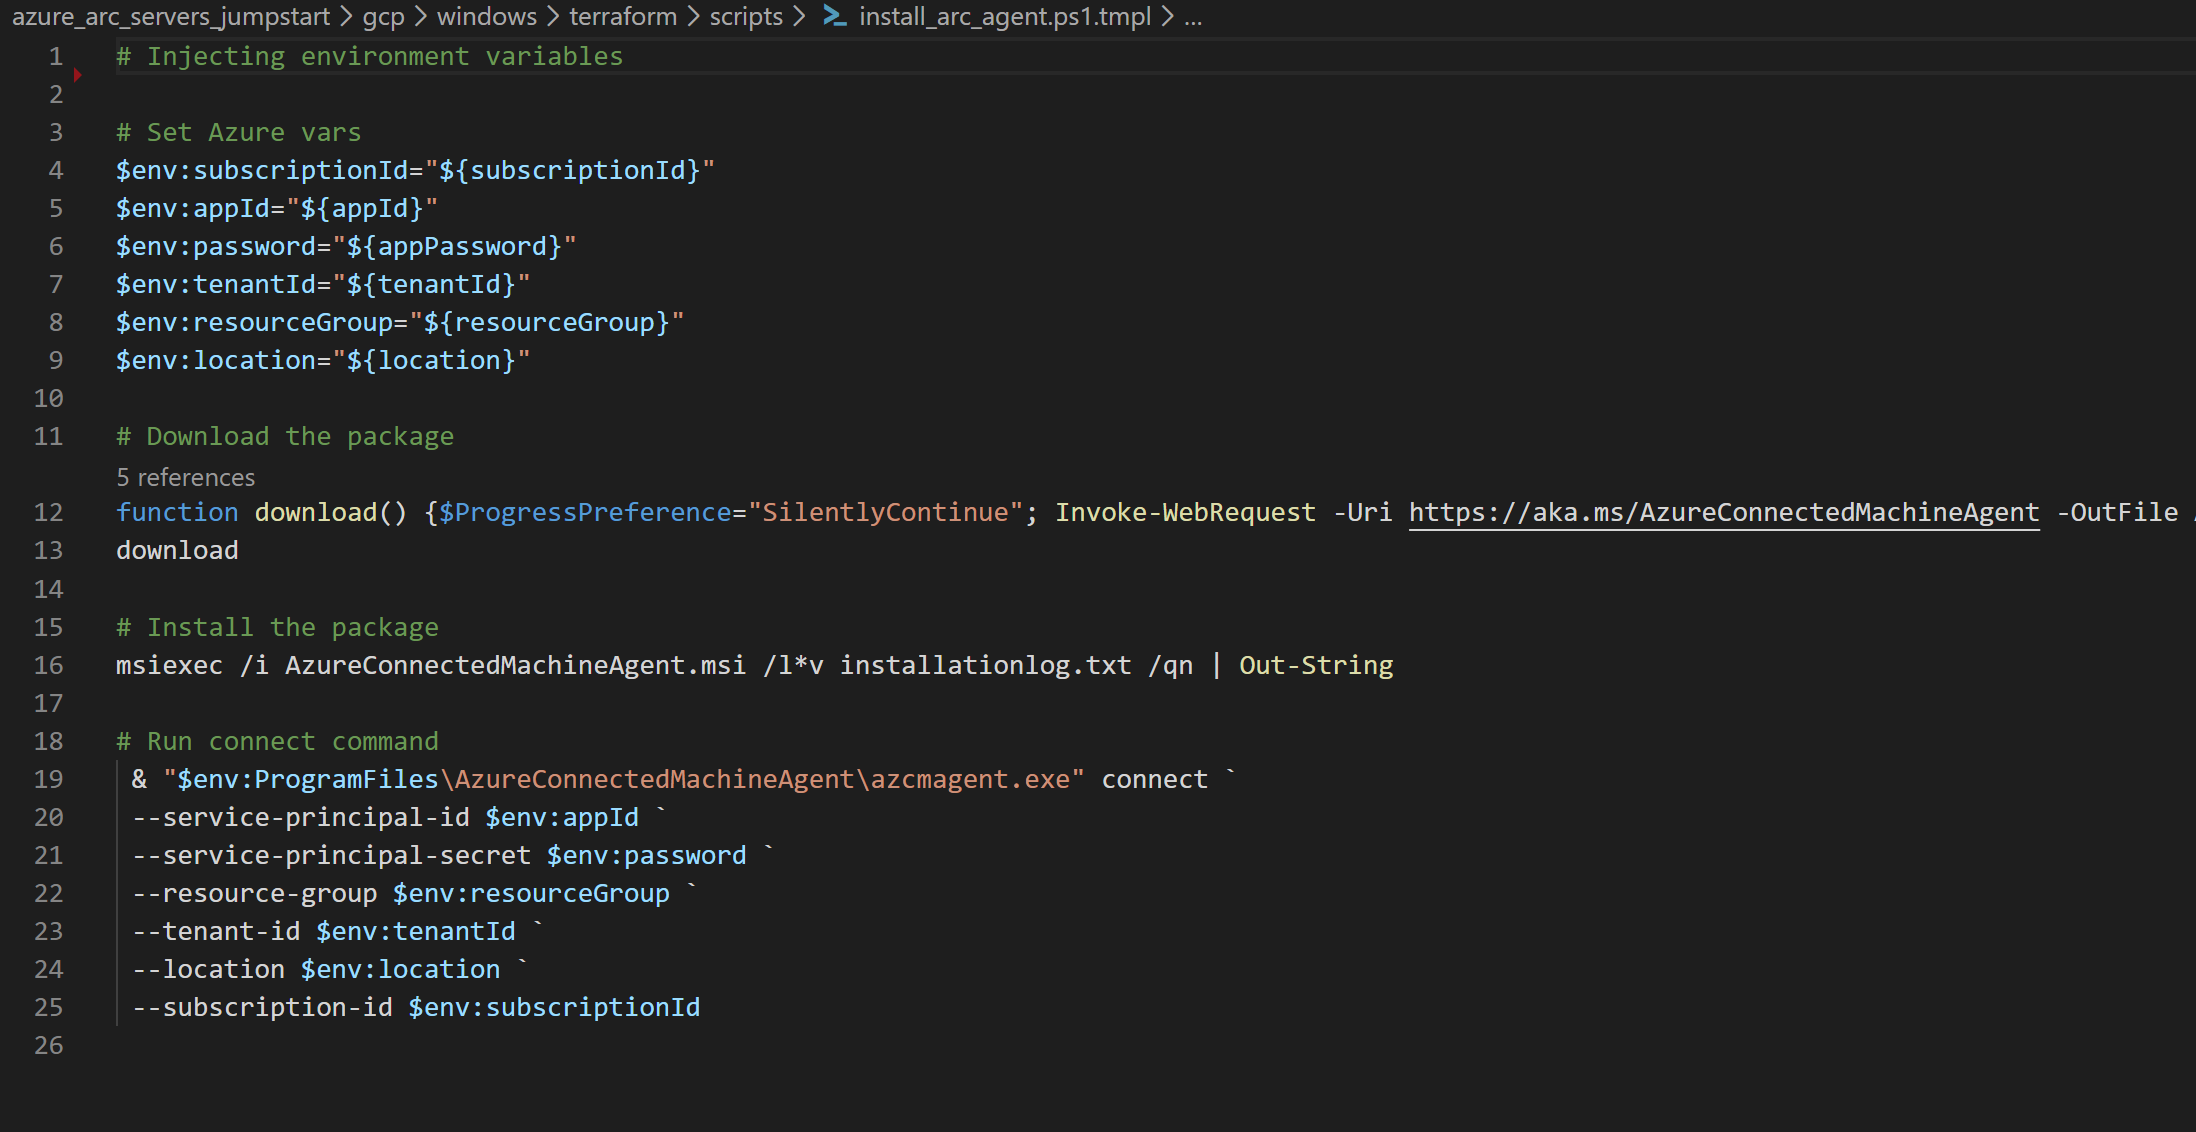 azure_arc_servers_jumpstart > gcp > windows > terraform > scripts > install_arc_agent.ps1.tmpl > ...
1 # Injecting environment variables
2
3 # Set Azure vars
4 $env:subscriptionId="${subscriptionId}"
5 $env:appId="${appId}"
6 $env:password="${appPassword}"
7 $env:tenantId="${tenantId}"
8 $env:resourceGroup="${resourceGroup}"
9 $env:location="${location}"
10
11 # Download the package
5 references
12 function download() {$ProgressPreference="SilentlyContinue"; Invoke-WebRequest -Uri https://aka.ms/AzureConnectedMachineAgent -OutFile
13 download
14
15 # Install the package
16 msiexec /i AzureConnectedMachineAgent.msi /l*v installationlog.txt /qn | Out-String
17
18 # Run connect command
19 & "$env:ProgramFiles\AzureConnectedMachineAgent\azcmagent.exe" connect `
20 --service-principal-id $env:appId `
21 --service-principal-secret $env:password `
22 --resource-group $env:resourceGroup `
23 --tenant-id $env:tenantId `
24 --location $env:location `
25 --subscription-id $env:subscriptionId
26